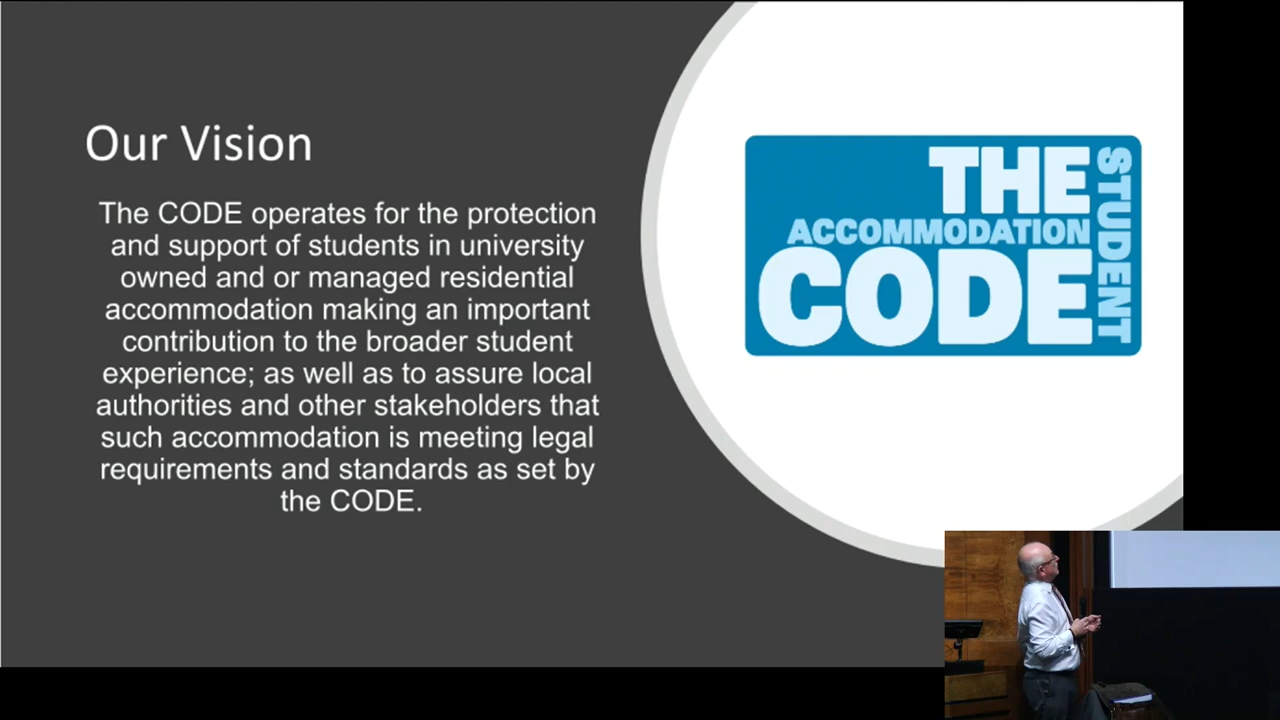 Our Vision
The CODE operates for the protection
and support of students in university
owned and or managed residential
accommodation making an important
contribution to the broader student
experience; as well as to assure local
authorities and other stakeholders that
such accommodation is meeting legal
requirements and standards as set by
the CODE.
THE
STUDENT
ACCOMMODATION
CODE